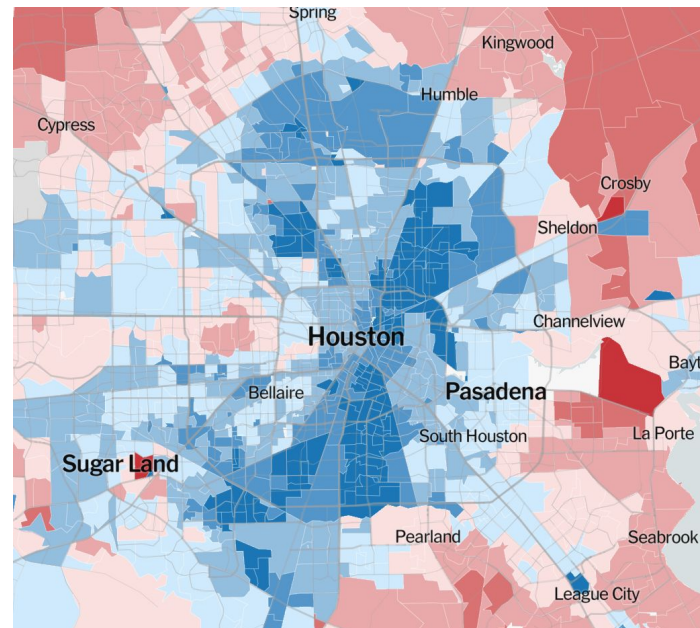 Spring
Kingwood
Humble
Cypress
Crosby
Sheldon
Channelview
Houston
Bayt
Bellaire
Pasadena
La Porte
South Houston
Sugar Land
Pearland
Seabrook
League City